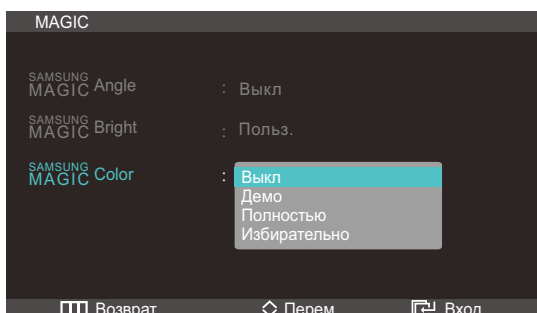 MAGIC
SAMSUNG
MAGIC Angle : Выкл
SAMSUNG
MAGIC Bright : Польз.
SAMSUNG
MAGIC Color : Выкл
Демо
Полностью
Избирательно
Возврат Перем. Вход